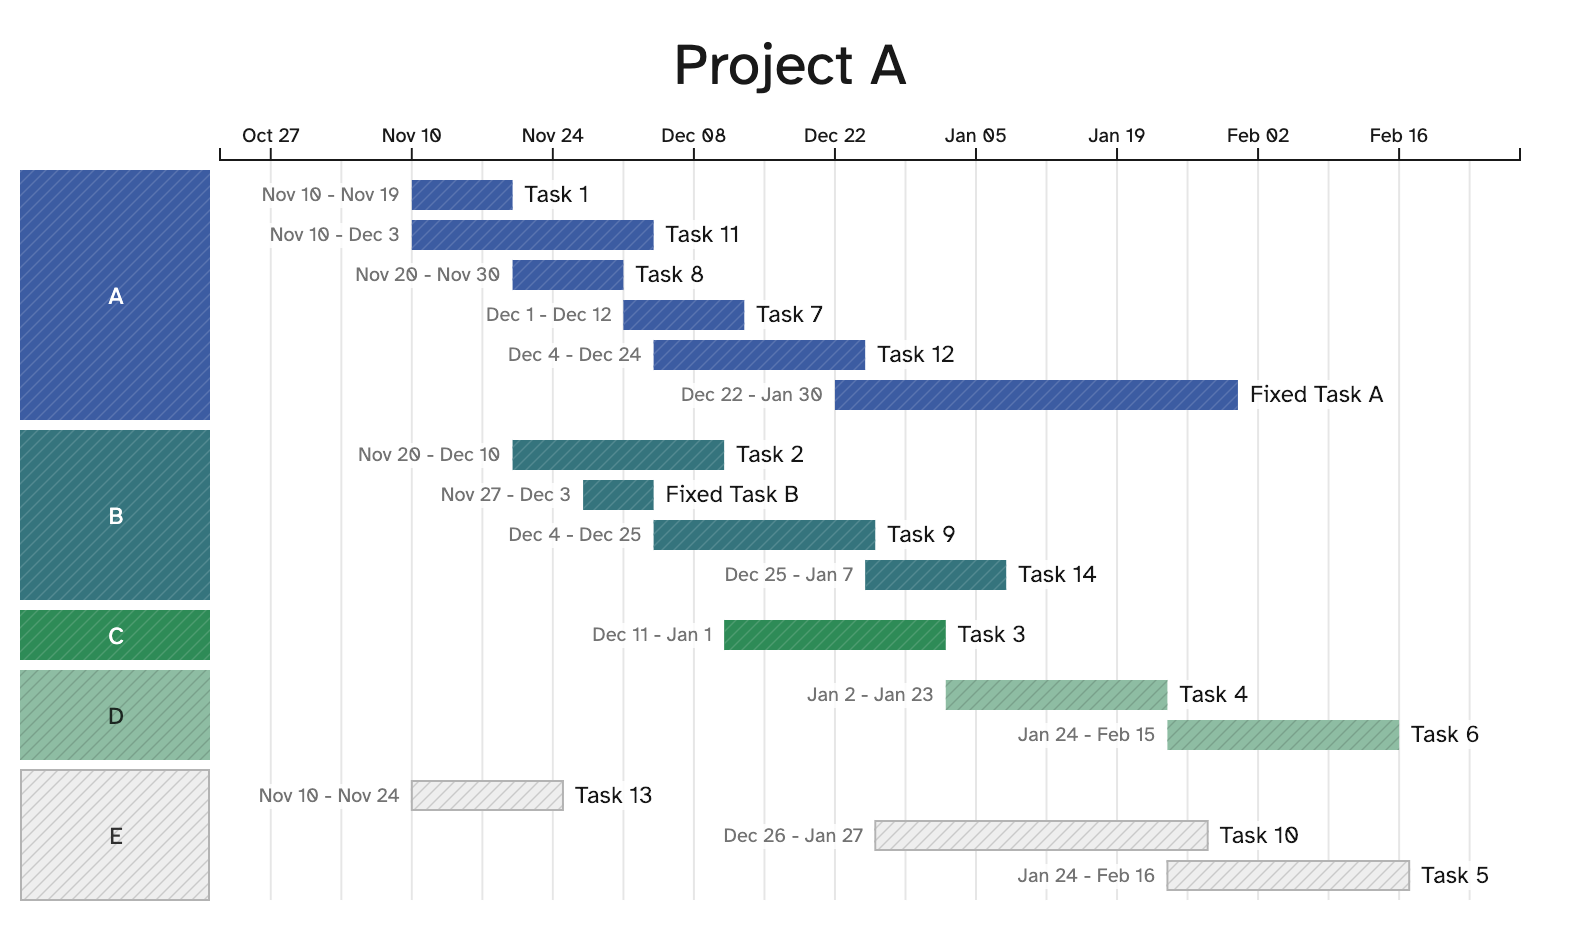 Project A
Oct 27 Nov 10 Nov 24 Dec 08 Dec 22 Jan 05 Jan 19 Feb 02 Feb 16
A
Nov 10 - Nov 19 Task 1
Nov 10 - Dec 3 Task 11
Nov 20 - Nov 30 Task 8
Dec 1 - Dec 12 Task 7
Dec 4 - Dec 24 Task 12
Dec 22 - Jan 30 Fixed Task A
B
Nov 20 - Dec 10 Task 2
Nov 27 - Dec 3 Fixed Task B
Dec 4 - Dec 25 Task 9
Dec 25 - Jan 7 Task 14
C
Dec 11 - Jan 1 Task 3
D
Jan 2 - Jan 23 Task 4
Jan 24 - Feb 15 Task 6
E
Nov 10 - Nov 24 Task 13
Dec 26 - Jan 27 Task 10
Jan 24 - Feb 16 Task 5